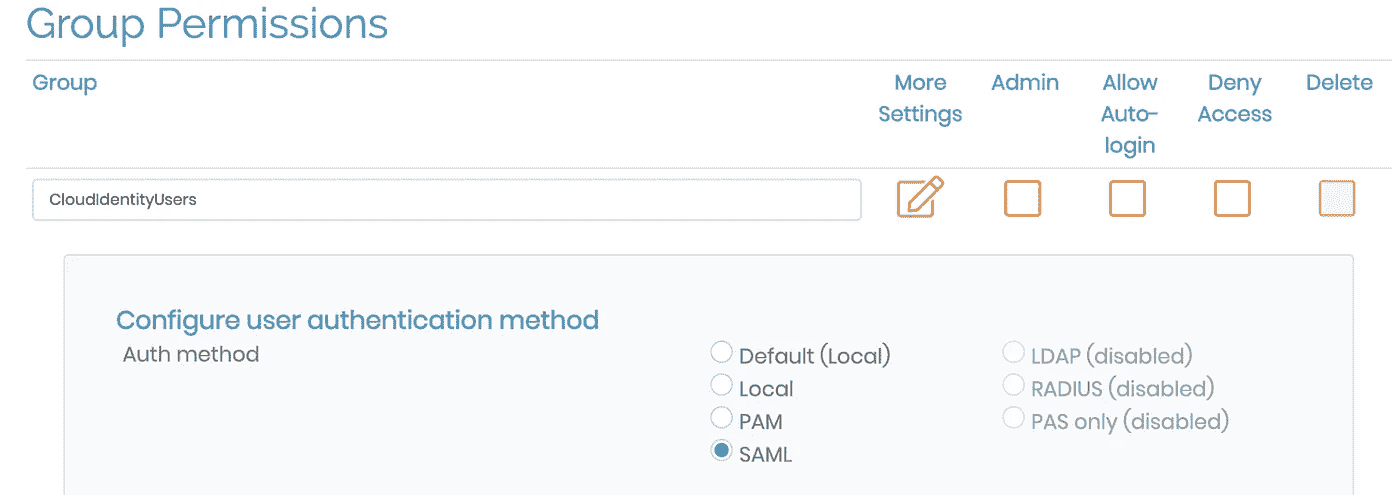 Group Permissions
Group
More Settings
Admin
Allow Auto-login
Deny Access
Delete
CloudIdentityUsers
Configure user authentication method
Auth method
Default (Local)
LDAP (disabled)
Local
RADIUS (disabled)
PAM
PAS only (disabled)
SAML